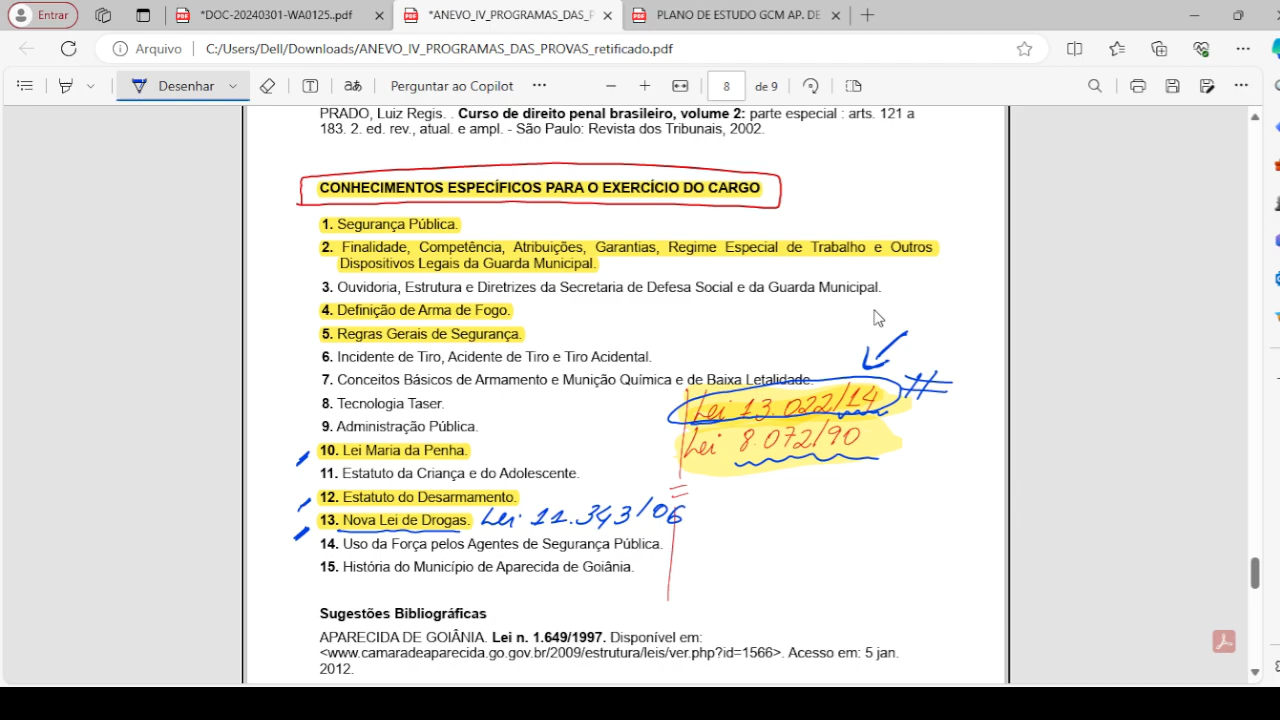 Entrar
*DOC-20240301-WA0125..pdf
*ANEVO_IV_PROGRAMAS_DAS_P
PLANO DE ESTUDO GCM AP. DE
Arquivo
C:/Users/Dell/Downloads/ANEVO_IV_PROGRAMAS_DAS_PROVAS_retificado.pdf
Desenhar
Perguntar ao Copilot
8
de 9
PRADO, Luiz Regis. . Curso de direito penal brasileiro, volume 2: parte especial : arts. 121 a
183. 2. ed. rev., atual. e ampl. - São Paulo: Revista dos Tribunais, 2002.
CONHECIMENTOS ESPECÍFICOS PARA O EXERCÍCIO DO CARGO
1. Segurança Pública.
2. Finalidade, Competência, Atribuições, Garantias, Regime Especial de Trabalho e Outros
Dispositivos Legais da Guarda Municipal.
3. Ouvidoria, Estrutura e Diretrizes da Secretaria de Defesa Social e da Guarda Municipal.
4. Definição de Arma de Fogo.
5. Regras Gerais de Segurança.
6. Incidente de Tiro, Acidente de Tiro e Tiro Acidental.
7. Conceitos Básicos de Armamento e Munição Química e de Baixa Letalidade.
Lei 13.022/14
8. Tecnologia Taser.
9. Administração Pública.
Lei 8.072/90
10. Lei Maria da Penha.
11. Estatuto da Criança e do Adolescente.
12. Estatuto do Desarmamento.
13. Nova Lei de Drogas. Lei 11.343/06
14. Uso da Força pelos Agentes de Segurança Pública.
15. História do Município de Aparecida de Goiânia.
Sugestões Bibliográficas
APARECIDA DE GOIÂNIA. Lei n. 1.649/1997. Disponível em:
<www.camaradeaparecida.go.gov.br/2009/estrutura/leis/ver.php?id=1566>. Acesso em: 5 jan.
2012.